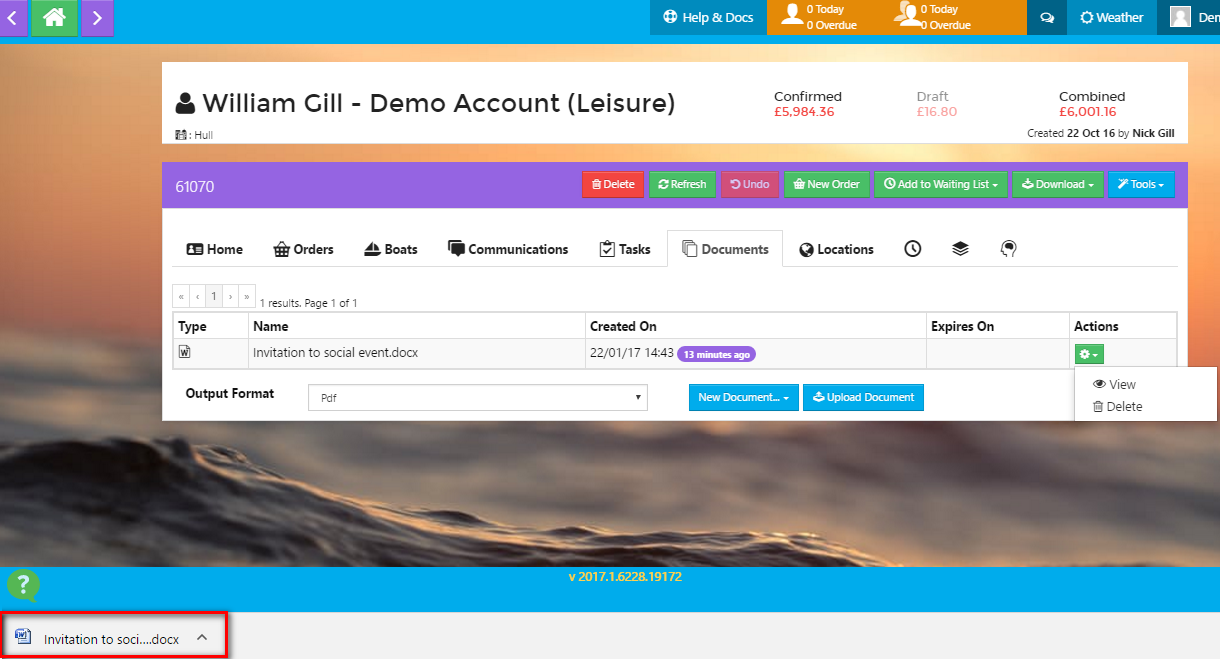 Help & Docs
0 Today
0 Overdue
0 Today
0 Overdue
Weather
Dem
William Gill - Demo Account (Leisure)
: Hull
Confirmed
£5,984.36
Draft
£16.80
Combined
£6,001.16
Created 22 Oct 16 by Nick Gill
61070
Delete
Refresh
Undo
New Order
Add to Waiting List
Download
Tools
Home
Orders
Boats
Communications
Tasks
Documents
Locations
« ‹ 1 › »
1 results. Page 1 of 1
Type Name Created On Expires On Actions
Invitation to social event.docx 22/01/17 14:43 13 minutes ago
View
Delete
Output Format
Pdf
New Document...
Upload Document
?
v 2017.1.6228.19172
Invitation to soci....docx